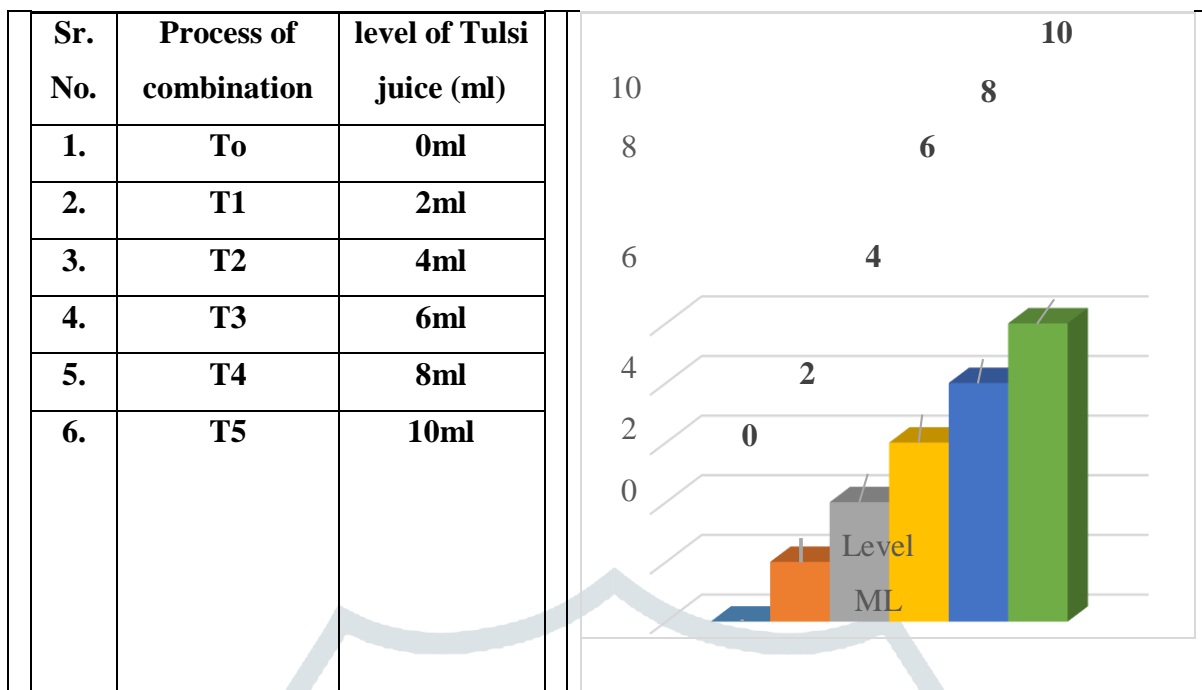 Sr. No. Process of combination level of Tulsi juice (ml)
1. To 0ml
2. T1 2ml
3. T2 4ml
4. T3 6ml
5. T4 8ml
6. T5 10ml
10
8
6
4
2
0
10
8
6
4
2
0
Level
ML